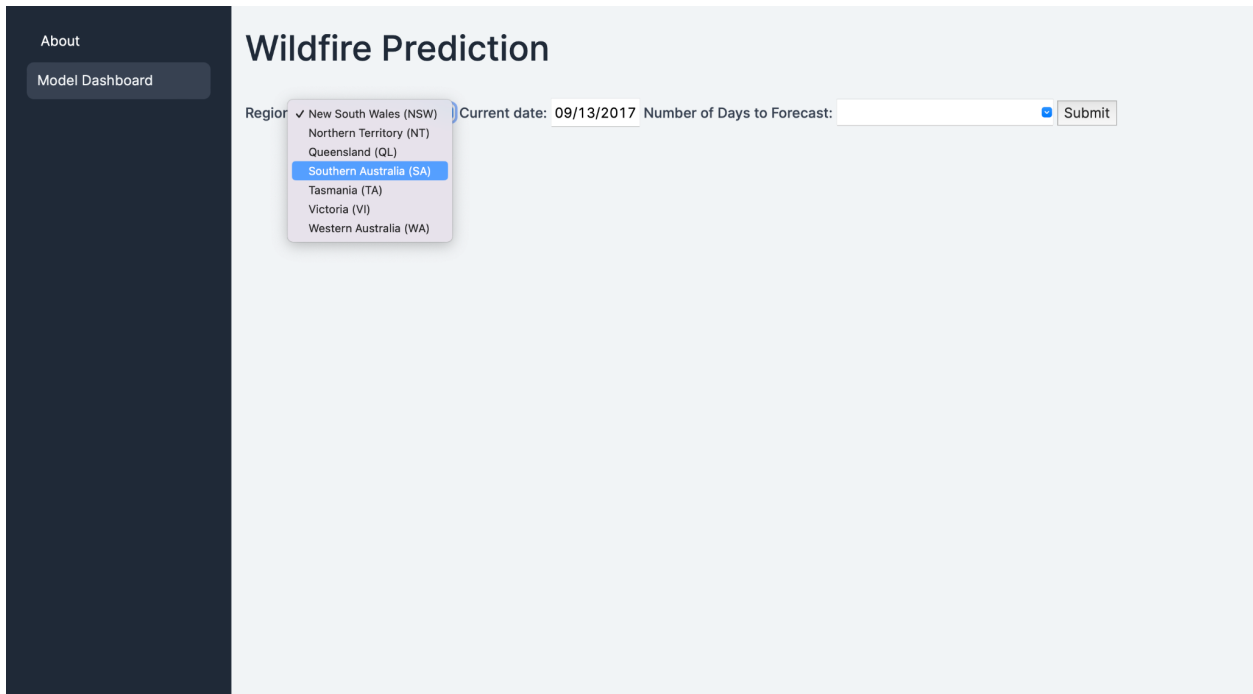 About
Model Dashboard
Wildfire Prediction
Region Current date: 09/13/2017 Number of Days to Forecast: Submit
✓ New South Wales (NSW)
Northern Territory (NT)
Queensland (QL)
Southern Australia (SA)
Tasmania (TA)
Victoria (VI)
Western Australia (WA)